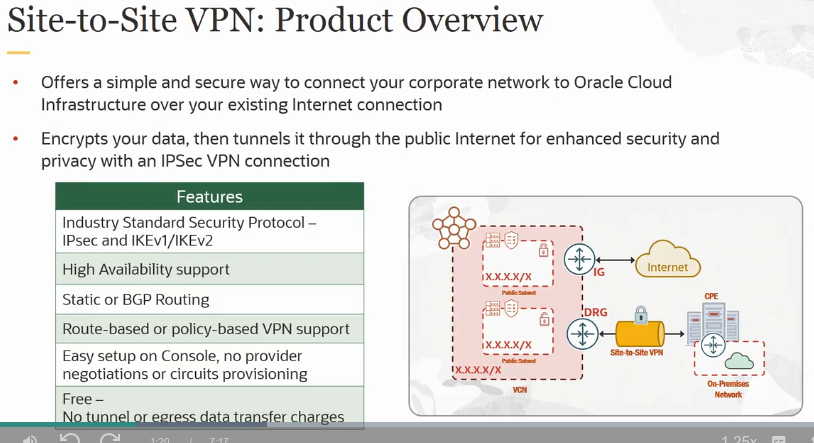 Site-to-Site VPN: Product Overview
• Offers a simple and secure way to connect your corporate network to Oracle Cloud
Infrastructure over your existing Internet connection
• Encrypts your data, then tunnels it through the public Internet for enhanced security and
privacy with an IPSec VPN connection
Features
Industry Standard Security Protocol –
IPsec and IKEv1/IKEv2
High Availability support
Static or BGP Routing
Route-based or policy-based VPN support
Easy setup on Console, no provider
negotiations or circuits provisioning
Free –
No tunnel or egress data transfer charges
X.X.X.X/X
Public Subnet
IG
Internet
X.X.X.X/X
Public Subnet
DRG
Site-to-Site VPN
CPE
On-Premises
Network
X.X.X.X/X
VCN
1:20 / 7:17
1.25x
CC